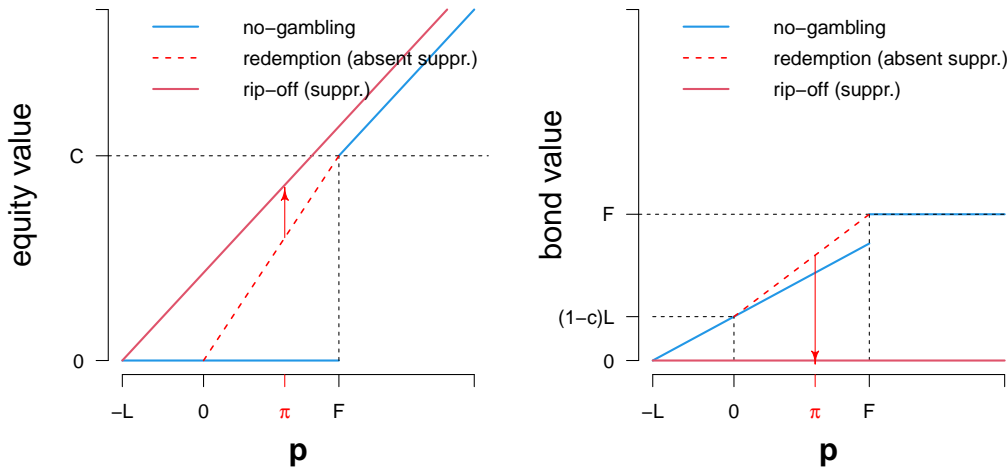 no−gambling
redemption (absent suppr.)
rip−off (suppr.)
equity value
C
0
−L 0 π F
p
no−gambling
redemption (absent suppr.)
rip−off (suppr.)
bond value
F
(1−c)L
0
−L 0 π F
p